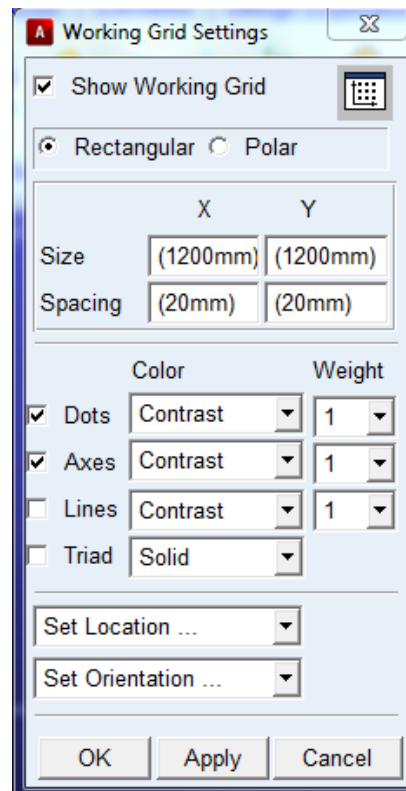 Working Grid Settings
Show Working Grid
Rectangular Polar
X Y
Size (1200mm) (1200mm)
Spacing (20mm) (20mm)
Color Weight
Dots Contrast 1
Axes Contrast 1
Lines Contrast 1
Triad Solid
Set Location ...
Set Orientation ...
OK Apply Cancel